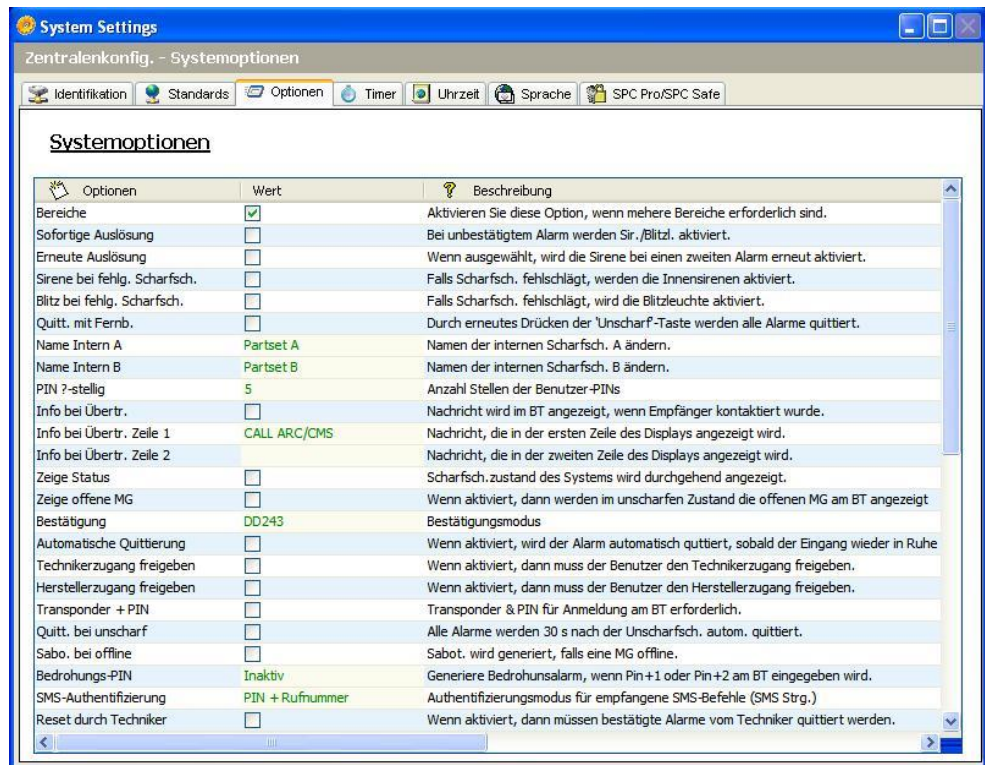 System Settings
Zentralenkonfig. - Systemoptionen
Identifikation Standards Optionen Timer Uhrzeit Sprache SPC Pro/SPC Safe
Systemoptionen
Optionen Wert Beschreibung
Bereiche Aktivieren Sie diese Option, wenn mehere Bereiche erforderlich sind.
Sofortige Auslösung Bei unbestätigtem Alarm werden Sir./Blitzl. aktiviert.
Erneute Auslösung Wenn ausgewählt, wird die Sirene bei einen zweiten Alarm erneut aktiviert.
Sirene bei fehlg. Scharfsch. Falls Scharfsch. fehlschlägt, werden die Innensirenen aktiviert.
Blitz bei fehlg. Scharfsch. Falls Scharfsch. fehlschlägt, wird die Blitzleuchte aktiviert.
Quitt. mit Fernb. Durch erneutes Drücken der 'Unscharf'-Taste werden alle Alarme quittiert.
Name Intern A Partset A Namen der internen Scharfsch. A ändern.
Name Intern B Partset B Namen der internen Scharfsch. B ändern.
PIN ?-stellig 5 Anzahl Stellen der Benutzer-PINs
Info bei Übertr. Nachricht wird im BT angezeigt, wenn Empfänger kontaktiert wurde.
Info bei Übertr. Zeile 1 CALL ARC/CMS Nachricht, die in der ersten Zeile des Displays angezeigt wird.
Info bei Übertr. Zeile 2 Nachricht, die in der zweiten Zeile des Displays angezeigt wird.
Zeige Status Scharfsch.zustand des Systems wird durchgehend angezeigt.
Zeige offene MG Wenn aktiviert, dann werden im unscharfen Zustand die offenen MG am BT angezeigt
Bestätigung DD243 Bestätigungsmodus
Automatische Quittierung Wenn aktiviert, wird der Alarm automatisch quttiert, sobald der Eingang wieder in Ruhe
Technikerzugang freigeben Wenn aktiviert, dann muss der Benutzer den Technikerzugang freigeben.
Herstellerzugang freigeben Wenn aktiviert, dann muss der Benutzer den Herstellerzugang freigeben.
Transponder + PIN Transponder & PIN für Anmeldung am BT erforderlich.
Quitt. bei unscharf Alle Alarme werden 30 s nach der Unscharfsch. autom. quittiert.
Sabo. bei offline Sabot. wird generiert, falls eine MG offline.
Bedrohungs-PIN Inaktiv Generiere Bedrohunsalarm, wenn Pin+1 oder Pin+2 am BT eingegeben wird.
SMS-Authentifizierung PIN + Rufnummer Authentifizierungsmodus für empfangene SMS-Befehle (SMS Strg.)
Reset durch Techniker Wenn aktiviert, dann müssen bestätigte Alarme vom Techniker quittiert werden.